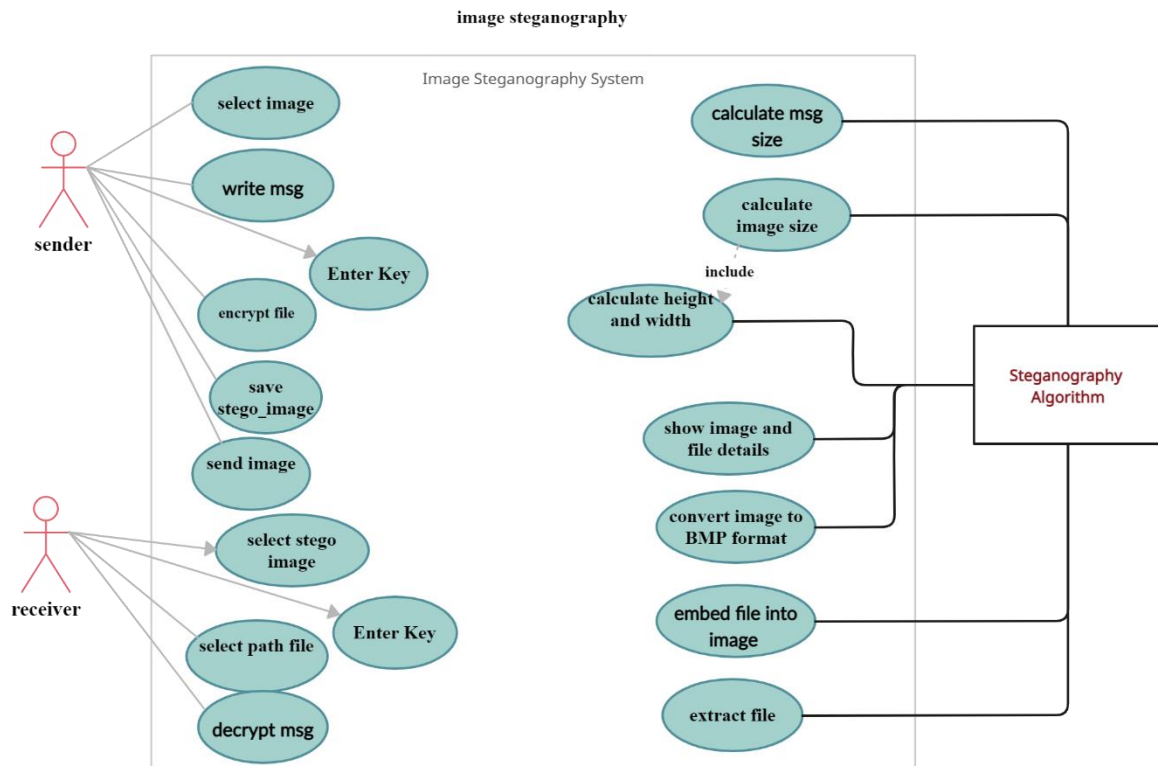 image steganography
Image Steganography System
select image
write msg
Enter Key
sender
encrypt file
save
stego_image
send image
select stego
image
receiver
Enter Key
select path file
decrypt msg
calculate msg
size
calculate
image size
include
calculate height
and width
Steganography
Algorithm
show image and
file details
convert image to
BMP format
embed file into
image
extract file